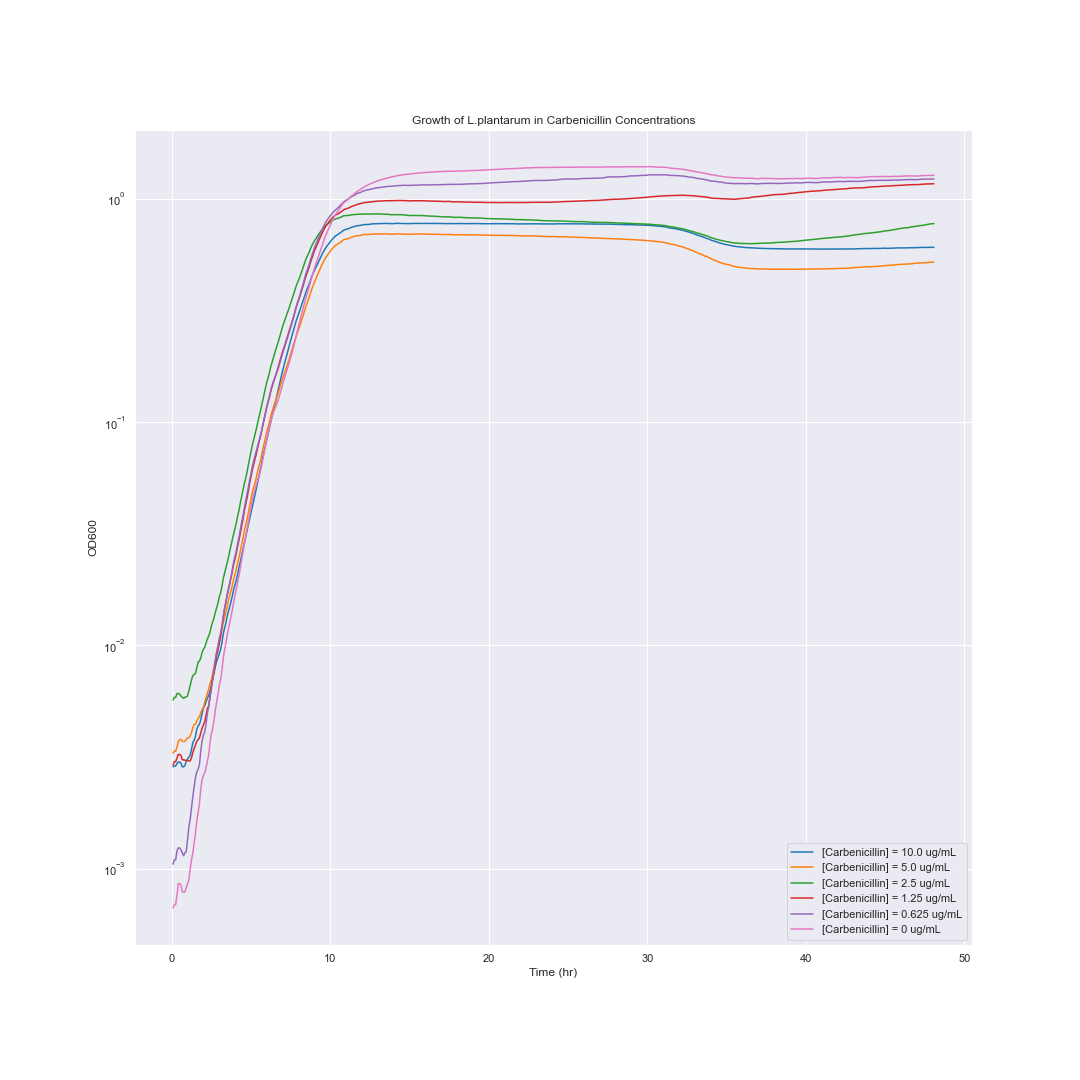 Growth of L.plantarum in Carbenicillin Concentrations
OD600
10⁰
10⁻¹
10⁻²
10⁻³
0 10 20 30 40 50
Time (hr)
[Carbenicillin] = 10.0 ug/mL
[Carbenicillin] = 5.0 ug/mL
[Carbenicillin] = 2.5 ug/mL
[Carbenicillin] = 1.25 ug/mL
[Carbenicillin] = 0.625 ug/mL
[Carbenicillin] = 0 ug/mL